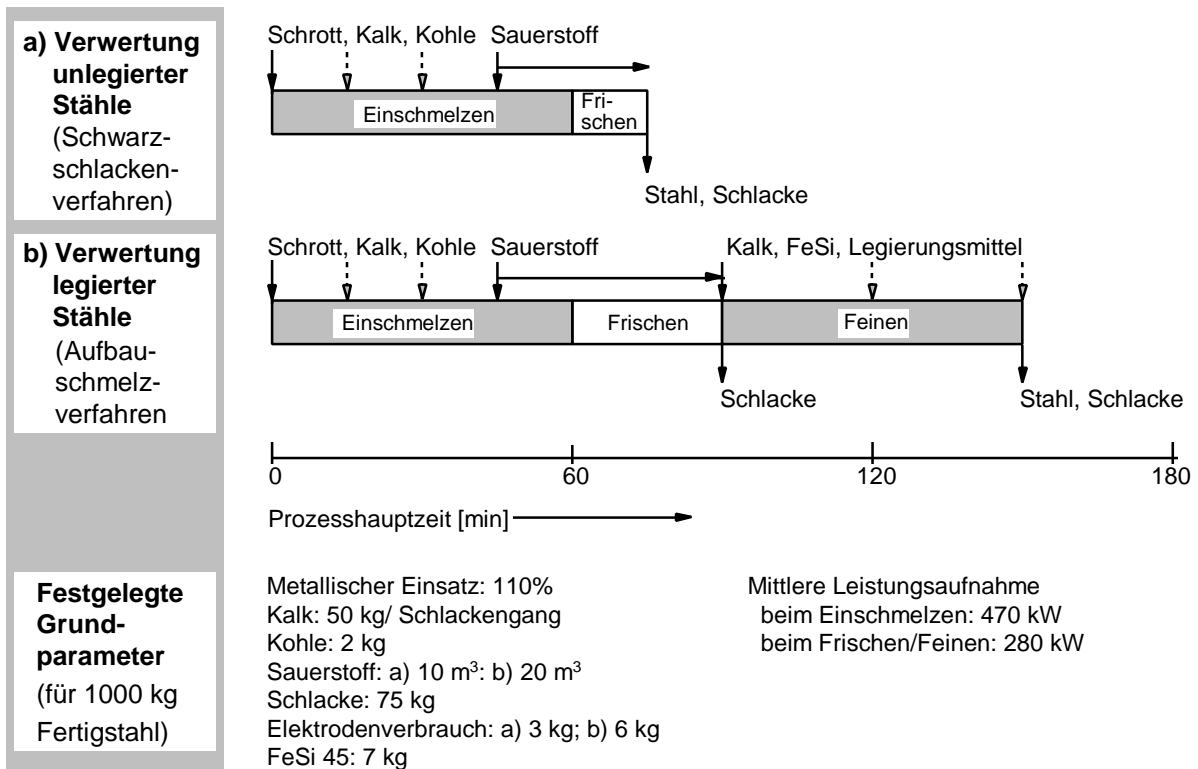 a) Verwertung
unlegierter
Stähle
(Schwarz-
schlacken-
verfahren)
Schrott, Kalk, Kohle
Sauerstoff
Einschmelzen
Fri-
schen
Stahl, Schlacke
b) Verwertung
legierter
Stähle
(Aufbau-
schmelz-
verfahren
Schrott, Kalk, Kohle
Sauerstoff
Kalk, FeSi, Legierungsmittel
Einschmelzen
Frischen
Feinen
Schlacke
Stahl, Schlacke
0
60
120
180
Prozesshauptzeit [min]
Festgelegte
Grund-
parameter
(für 1000 kg
Fertigstahl)
Metallischer Einsatz: 110%
Kalk: 50 kg/ Schlackengang
Kohle: 2 kg
Sauerstoff: a) 10 m³: b) 20 m³
Schlacke: 75 kg
Elektrodenverbrauch: a) 3 kg; b) 6 kg
FeSi 45: 7 kg
Mittlere Leistungsaufnahme
beim Einschmelzen: 470 kW
beim Frischen/Feinen: 280 kW